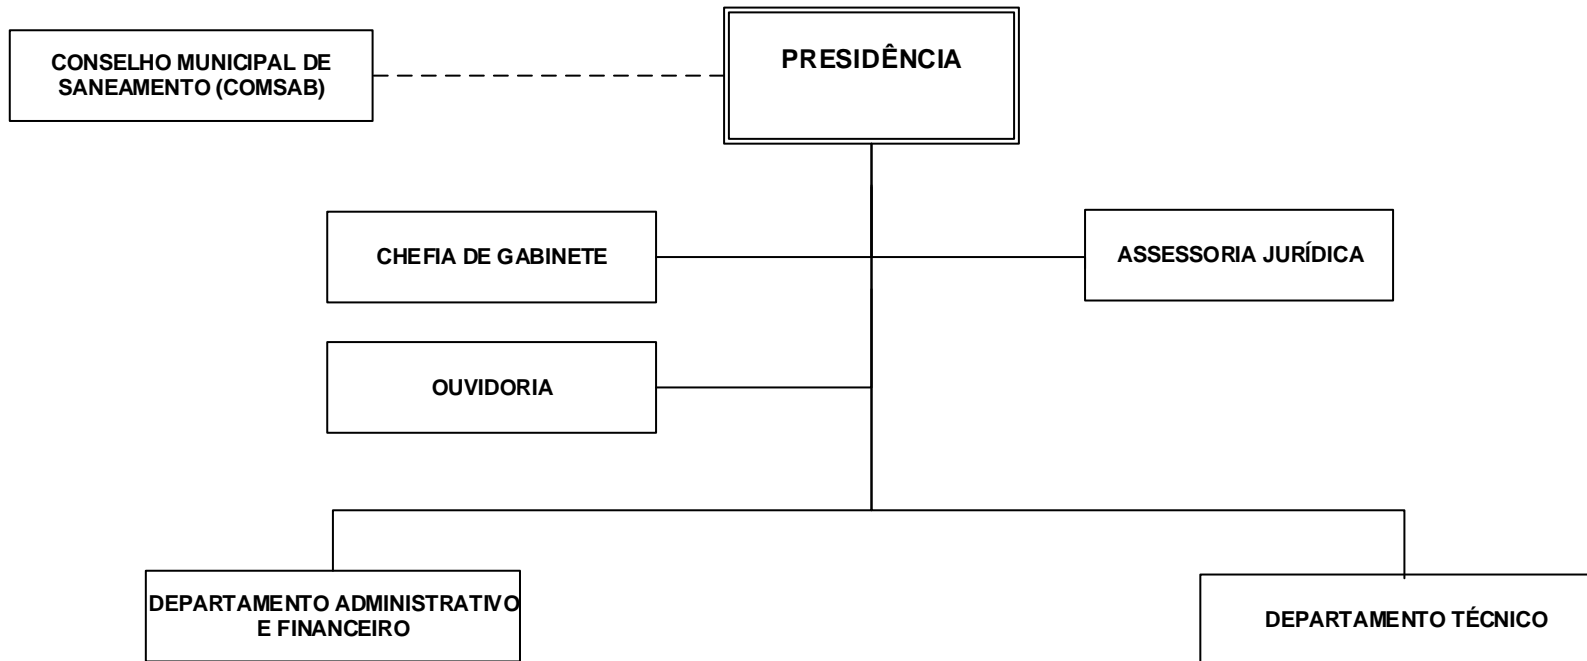 CONSELHO MUNICIPAL DE
SANEAMENTO (COMSAB)
PRESIDÊNCIA
CHEFIA DE GABINETE
ASSESSORIA JURÍDICA
OUVIDORIA
DEPARTAMENTO ADMINISTRATIVO
E FINANCEIRO
DEPARTAMENTO TÉCNICO